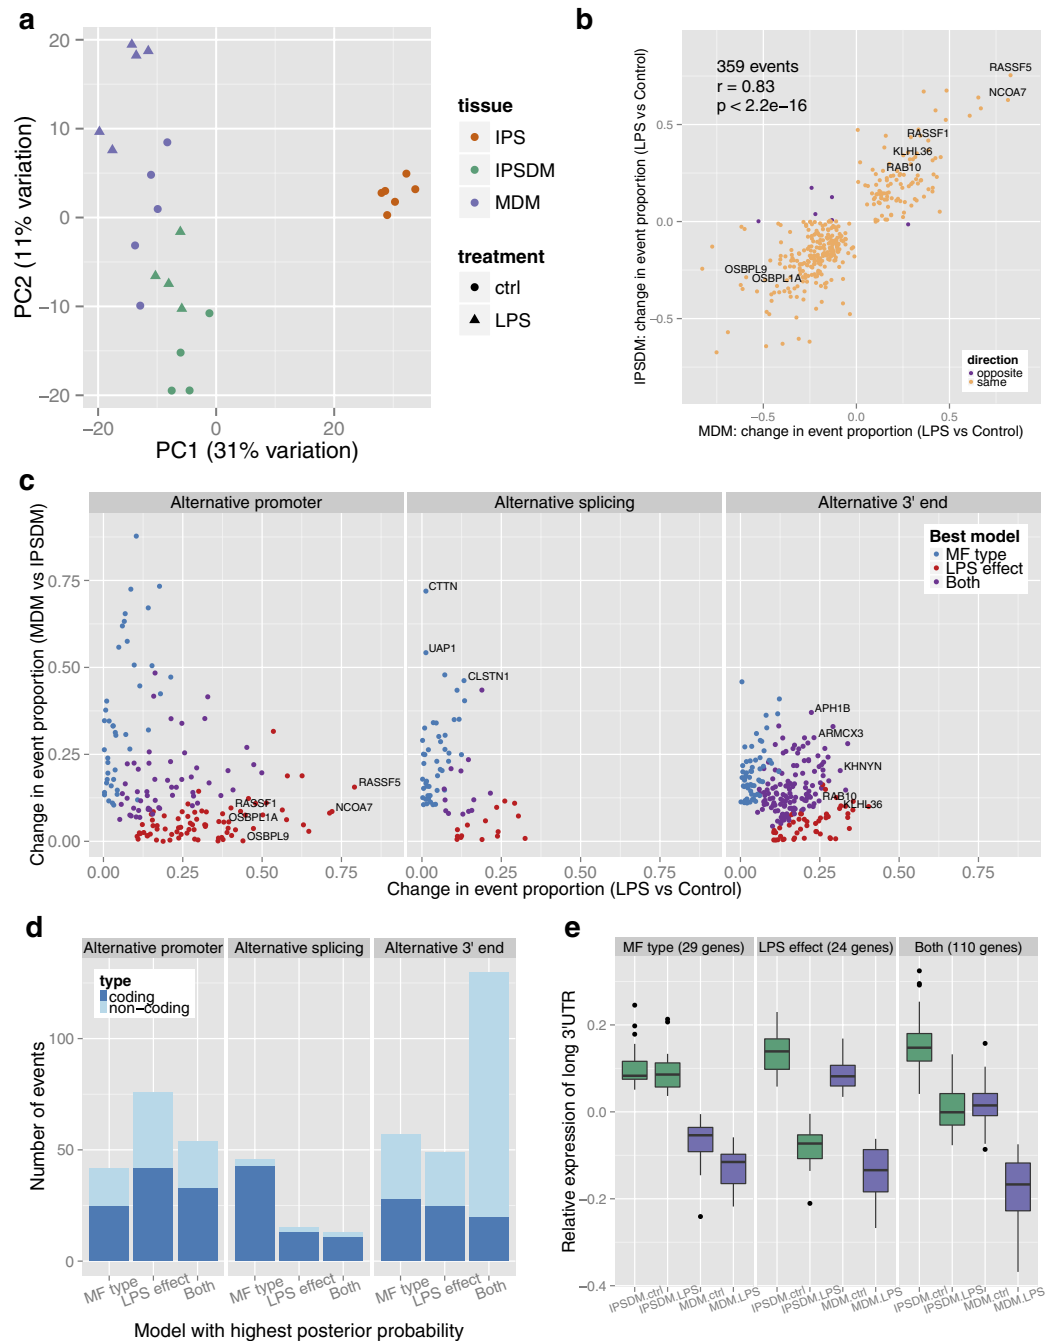 a
20
10
0
−10
−20
PC2 (11% variation)
−20
0
20
PC1 (31% variation)
tissue
IPS
IPSDM
MDM
treatment
ctrl
LPS
b
359 events
r = 0.83
p < 2.2e−16
RASSF5
NCOA7
RASSF1
KLHL36
RAB10
OSBPL9
OSBPL1A
0.5
0.0
−0.5
IPSDM: change in event proportion (LPS vs Control)
direction
opposite
same
−0.5
0.0
0.5
MDM: change in event proportion (LPS vs Control)
c
Alternative promoter
Alternative splicing
Alternative 3' end
Change in event proportion (MDM vs IPSDM)
0.75
0.50
0.25
0.00
RASSF5
RASSF1
NCOA7
OSBPL1A
OSBPL9
CTTN
UAP1
CLSTN1
Best model
MF type
LPS effect
Both
APH1B
ARMCX3
KHNYN
RAB10
KLHL36
0.00 0.25 0.50 0.75
0.00 0.25 0.50 0.75
0.00 0.25 0.50 0.75
Change in event proportion (LPS vs Control)
d
Alternative promoter
Alternative splicing
Alternative 3' end
type
coding
non−coding
Number of events
100
50
0
MF type
LPS effect
Both
MF type
LPS effect
Both
MF type
LPS effect
Both
Model with highest posterior probability
e
MF type (29 genes)
LPS effect (24 genes)
Both (110 genes)
Relative expression of long 3'UTR
0.2
0.0
−0.2
−0.4
IPSDM.ctrl
IPSDM.LPS
MDM.ctrl
MDM.LPS
IPSDM.ctrl
IPSDM.LPS
MDM.ctrl
MDM.LPS
IPSDM.ctrl
IPSDM.LPS
MDM.ctrl
MDM.LPS